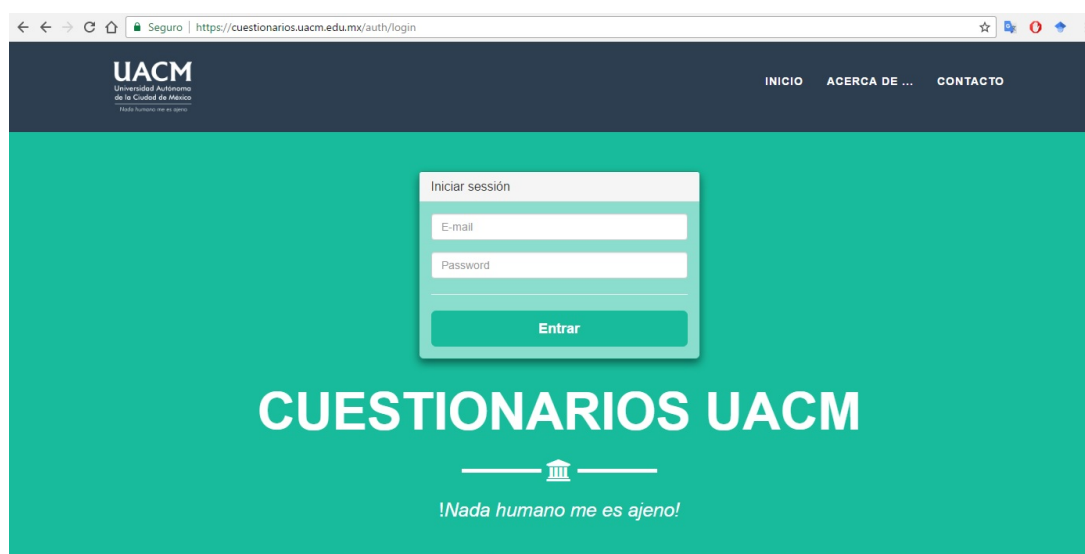 Seguro | https://cuestionarios.uacm.edu.mx/auth/login
UACM
Universidad Autónoma
de la Ciudad de México
Nada humano me es ajeno
INICIO ACERCA DE ... CONTACTO
Iniciar sessión
E-mail
Password
Entrar
CUESTIONARIOS UACM
!Nada humano me es ajeno!